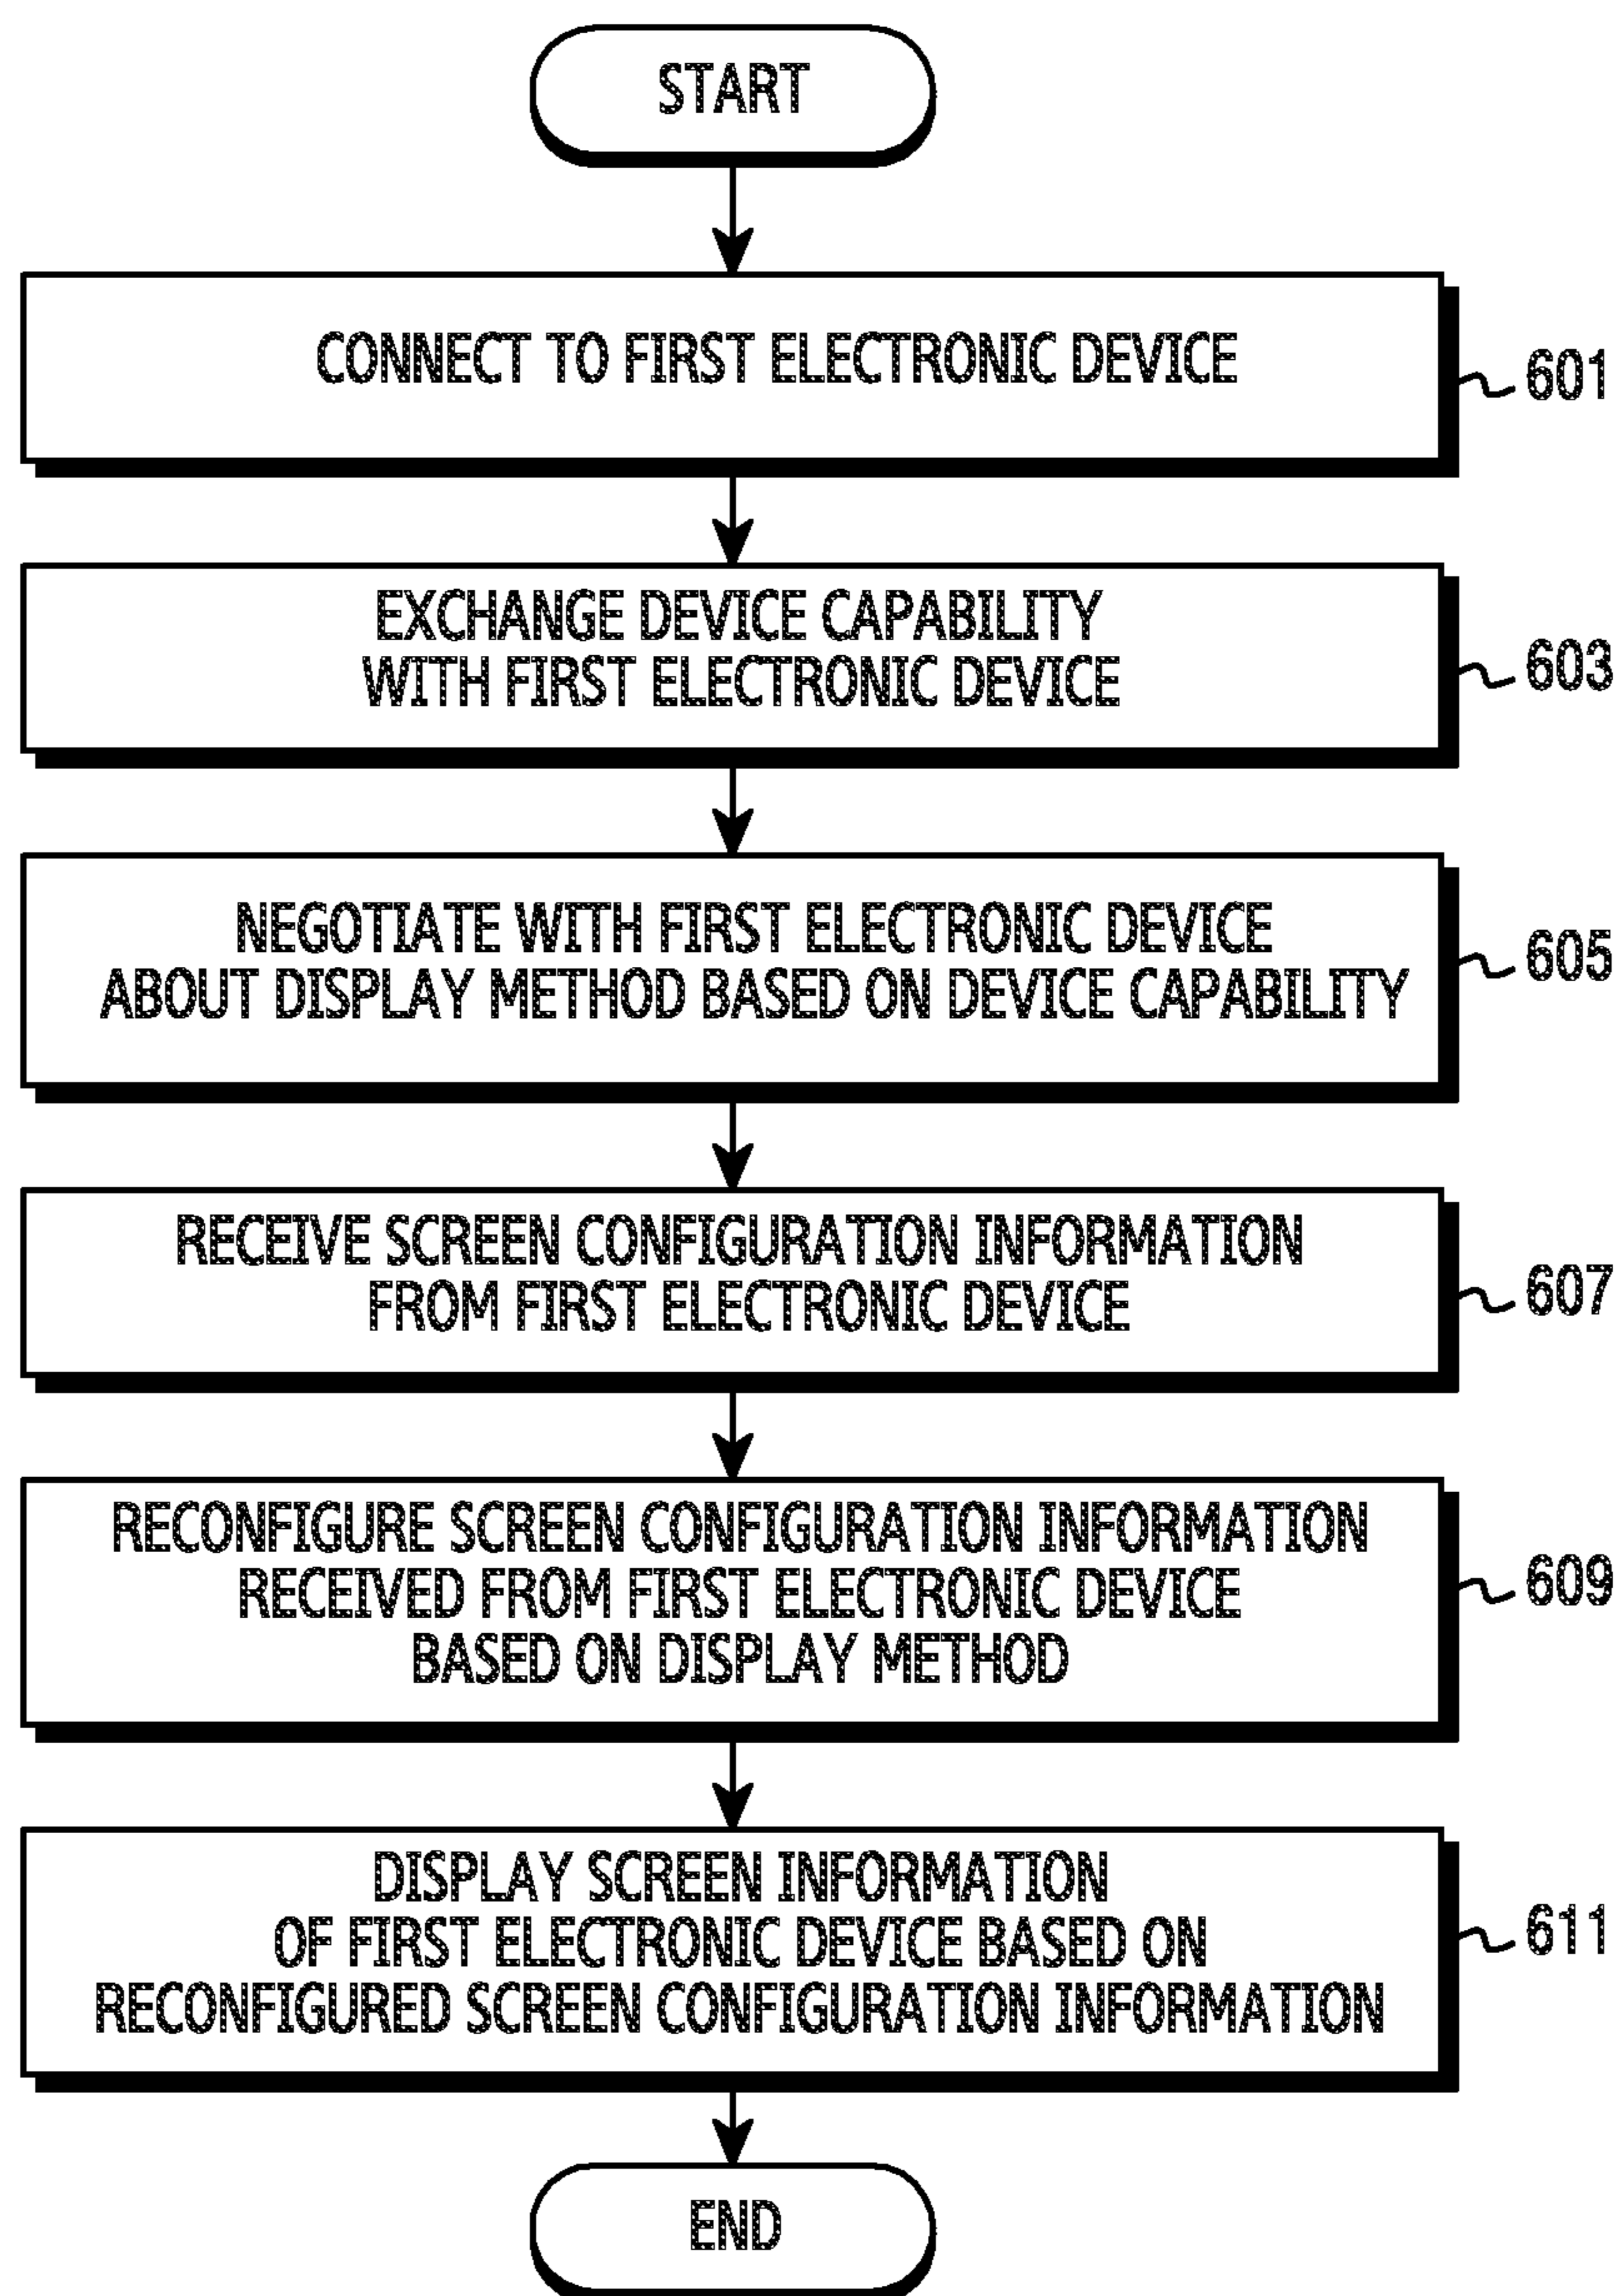 START
CONNECT TO FIRST ELECTRONIC DEVICE
601
EXCHANGE DEVICE CAPABILITY
WITH FIRST ELECTRONIC DEVICE
603
NEGOTIATE WITH FIRST ELECTRONIC DEVICE
ABOUT DISPLAY METHOD BASED ON DEVICE CAPABILITY
605
RECEIVE SCREEN CONFIGURATION INFORMATION
FROM FIRST ELECTRONIC DEVICE
607
RECONFIGURE SCREEN CONFIGURATION INFORMATION
RECEIVED FROM FIRST ELECTRONIC DEVICE
BASED ON DISPLAY METHOD
609
DISPLAY SCREEN INFORMATION
OF FIRST ELECTRONIC DEVICE BASED ON
RECONFIGURED SCREEN CONFIGURATION INFORMATION
611
END